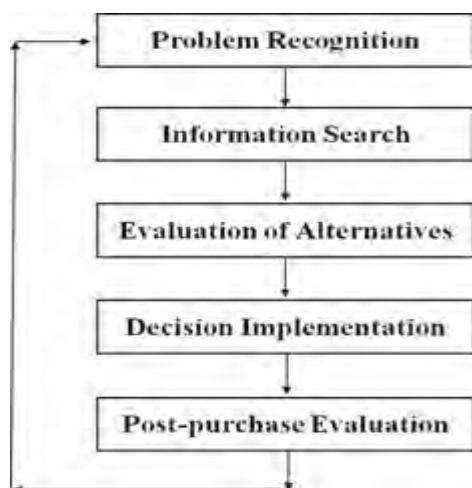 Problem Recognition
Information Search
Evaluation of Alternatives
Decision Implementation
Post-purchase Evaluation